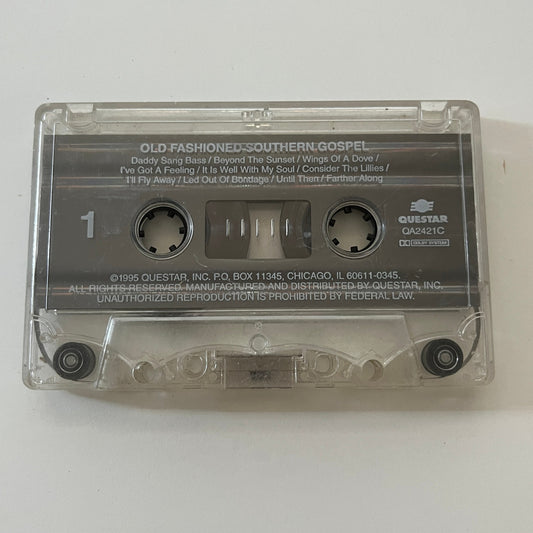 OLD FASHIONED SOUTHERN GOSPEL
Daddy Sang Bass / Beyond The Sunset / Wings Of A Dove /
I've Got A Feeling / It Is Well With My Soul / Consider The Lillies /
I'll Fly Away / Led Out Of Bondage / Until Then / Farther Along
1
QUESTAR
QA2421C
DOLBY SYSTEM
©1995 QUESTAR, INC. P.O. BOX 11345, CHICAGO, IL 60611-0345.
ALL RIGHTS RESERVED. MANUFACTURED AND DISTRIBUTED BY QUESTAR, INC.
UNAUTHORIZED REPRODUCTION IS PROHIBITED BY FEDERAL LAW.